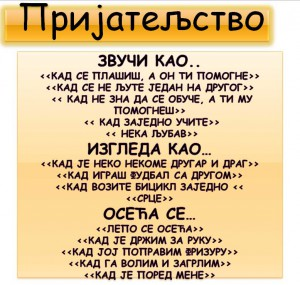 Пријатељство
ЗВУЧИ КАО..
<<КАД СЕ ПЛАШИШ, А ОН ТИ ПОМОГНЕ>>
<<КАД СЕ НЕ ЉУТЕ ЈЕДАН НА ДРУГОГ>>
<< КАД НЕ ЗНА ДА СЕ ОБУЧЕ, А ТИ МУ
ПОМОГНЕШ>>
<< КАД ЗАЈЕДНО УЧИТЕ>>
<< НЕКА ЉУБАВ>>
ИЗГЛЕДА КАО...
<<КАД ЈЕ НЕКО НЕКОМЕ ДРУГАР И ДРАГ>>
<<КАД ИГРАШ ФУДБАЛ СА ДРУГОМ>>
<<КАД ВОЗИТЕ БИЦИКЛ ЗАЈЕДНО <<
<<СРЦЕ>>
ОСЕЋА СЕ...
<<ЛЕПО СЕ ОСЕЋА>>
<<КАД ЈЕ ДРЖИМ ЗА РУКУ>>
<<КАД ЈОЈ ПОПРАВИМ ФРИЗУРУ>>
<<КАД ГА ВОЛИМ И ЗАГРЛИМ>>
<<КАД ЈЕ ПОРЕД МЕНЕ>>